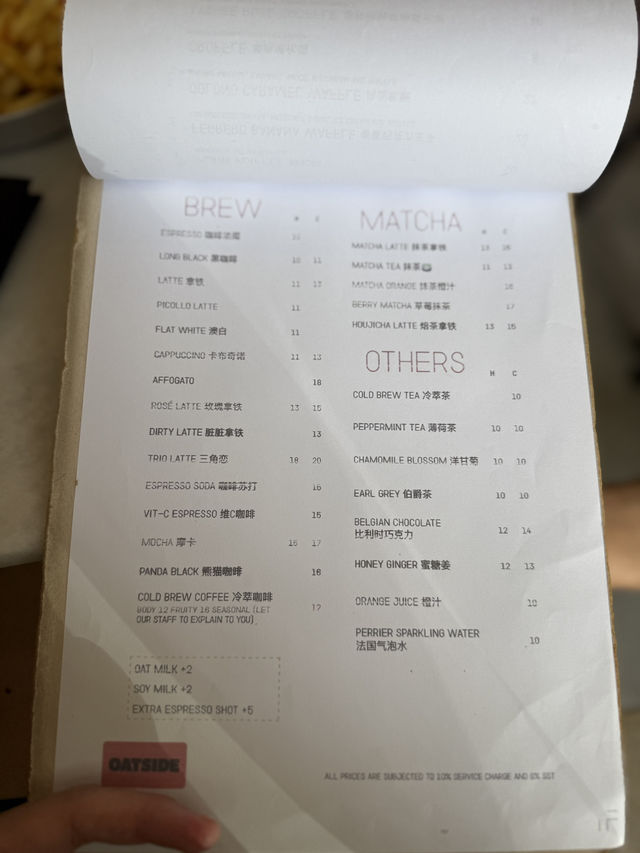 CROFFLE
OBLONG CARAMEL WAFFLE
FERRERO BANANA WAFFLE
BREW H C
ESPRESSO 咖啡浓缩
LONG BLACK 黑咖啡 10 11
LATTE 拿铁 11 13
PICOLLO LATTE 11
FLAT WHITE 澳白 11
CAPPUCCINO 卡布奇诺 11 13
AFFOGATO 18
ROSÉ LATTE 玫瑰拿铁 13 15
DIRTY LATTE 脏脏拿铁 13
TRIO LATTE 三角恋 18 20
ESPRESSO SODA 咖啡苏打 16
VIT-C ESPRESSO 维C咖啡 15
MOCHA 摩卡 15 17
PANDA BLACK 熊猫咖啡 16
COLD BREW COFFEE 冷萃咖啡 12
BODY 12 FRUITY 16 SEASONAL (LET
OUR STAFF TO EXPLAIN TO YOU)
OAT MILK +2
SOY MILK +2
EXTRA ESPRESSO SHOT +5
OATSIDE
MATCHA H C
MATCHA LATTE 抹茶拿铁 13 15
MATCHA TEA 抹茶🍵 11 13
MATCHA ORANGE 抹茶橙汁 16
BERRY MATCHA 草莓抹茶 17
HOUJICHA LATTE 焙茶拿铁 13 15
OTHERS H C
COLD BREW TEA 冷萃茶 10
PEPPERMINT TEA 薄荷茶 10 10
CHAMOMILE BLOSSOM 洋甘菊 10 10
EARL GREY 伯爵茶 10 10
BELGIAN CHOCOLATE 12 14
比利时巧克力
HONEY GINGER 蜜糖姜 12 13
ORANGE JUICE 橙汁 10
PERRIER SPARKLING WATER 10
法国气泡水
ALL PRICES ARE SUBJECTED TO 10% SERVICE CHARGE AND 6% SST